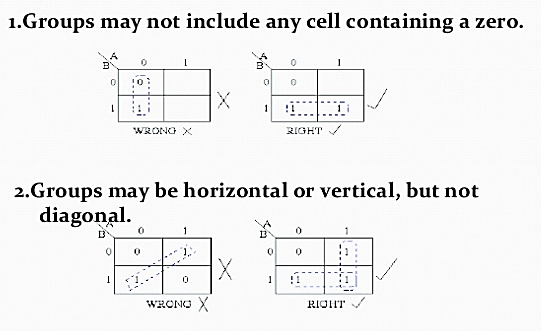 1.Groups may not include any cell containing a zero.
A A
B 0 1 B 0 1
0 0 0 0
1 1 1 1 1
WRONG X RIGHT ✓
2.Groups may be horizontal or vertical, but not
diagonal.
A A
B 0 1 B 0 1
0 0 1 0 0 1
1 1 0 1 1 1
WRONG X RIGHT ✓